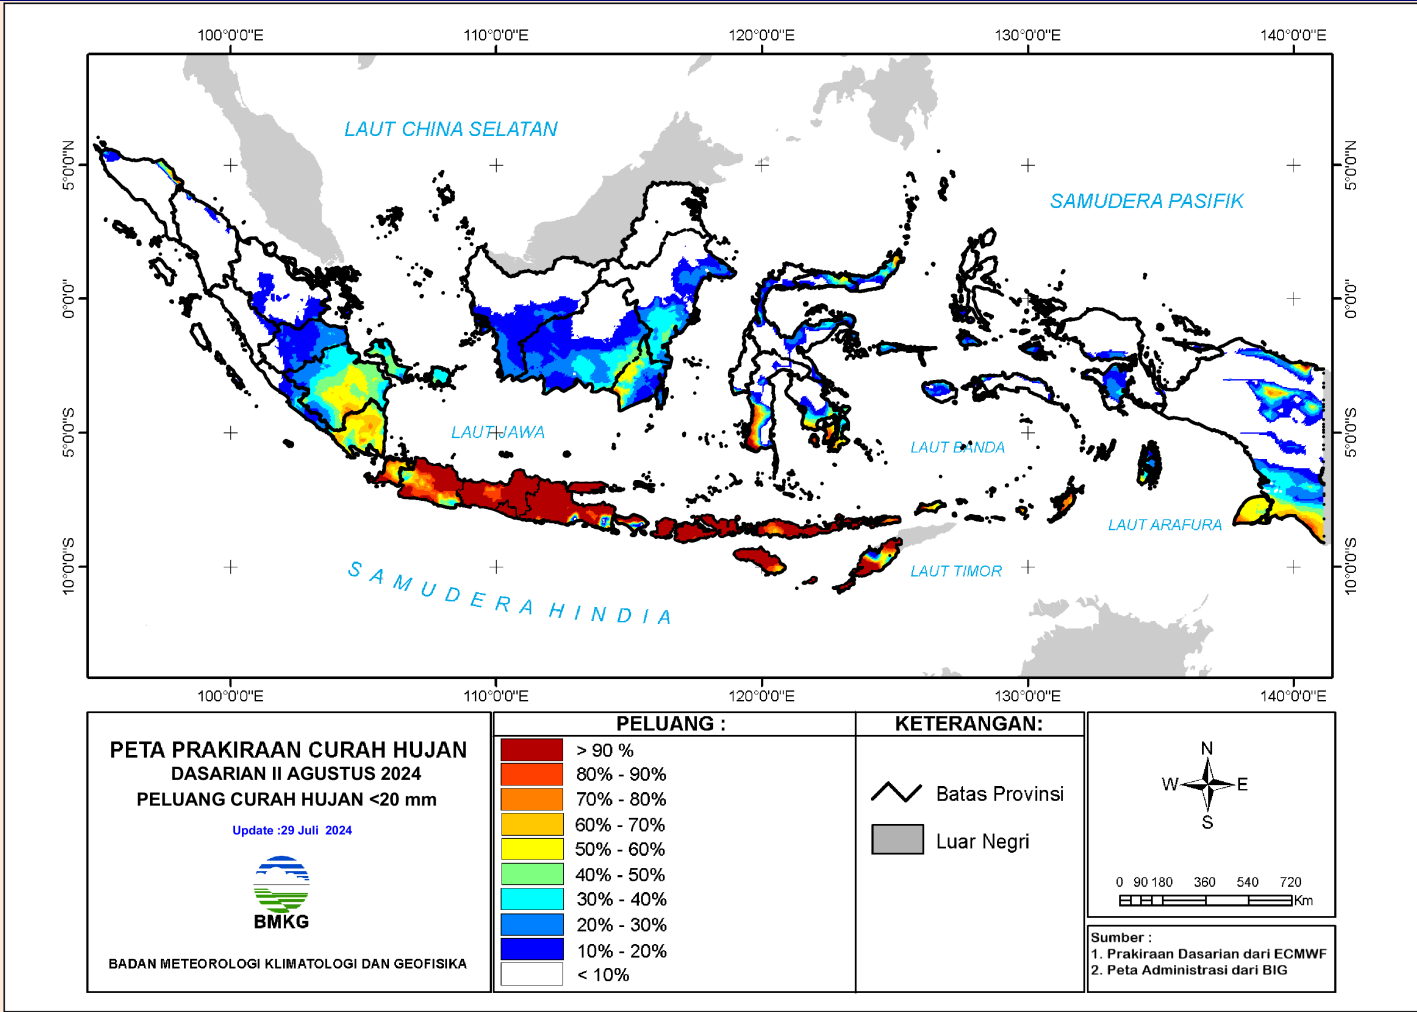 100°0'0"E 110°0'0"E 120°0'0"E 130°0'0"E 140°0'0"E
5°0'0"N 5°0'0"N
0°0'0" 0°0'0"
5°0'0"S 5°0'0"S
10°0'0"S 10°0'0"S
LAUT CHINA SELATAN
SAMUDERA PASIFIK
LAUT JAWA
LAUT BANDA
LAUT ARAFURA
LAUT TIMOR
SAMUDERA HINDIA
100°0'0"E 110°0'0"E 120°0'0"E 130°0'0"E 140°0'0"E
PETA PRAKIRAAN CURAH HUJAN
DASARIAN II AGUSTUS 2024
PELUANG CURAH HUJAN <20 mm
Update :29 Juli 2024
BMKG
BADAN METEOROLOGI KLIMATOLOGI DAN GEOFISIKA
PELUANG :
> 90 %
80% - 90%
70% - 80%
60% - 70%
50% - 60%
40% - 50%
30% - 40%
20% - 30%
10% - 20%
< 10%
KETERANGAN:
Batas Provinsi
Luar Negri
N
W E
S
0 90 180 360 540 720
Km
Sumber :
1. Prakiraan Dasarian dari ECMWF
2. Peta Administrasi dari BIG